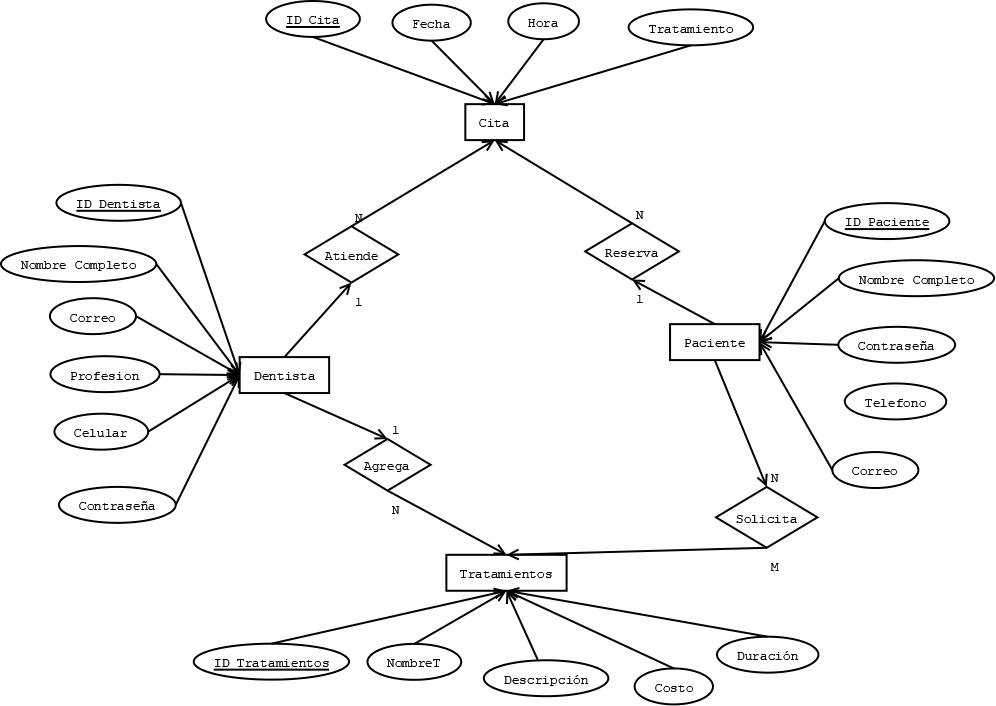 ID Cita
Fecha
Hora
Tratamiento
Cita
ID Dentista
ID Paciente
N
N
Nombre Completo
Atiende
Reserva
Nombre Completo
1
1
Correo
Paciente
Contraseña
Profesion
Dentista
Telefono
Celular
1
Agrega
Correo
N
Contraseña
N
Solicita
M
Tratamientos
ID Tratamientos
NombreT
Descripción
Costo
Duración